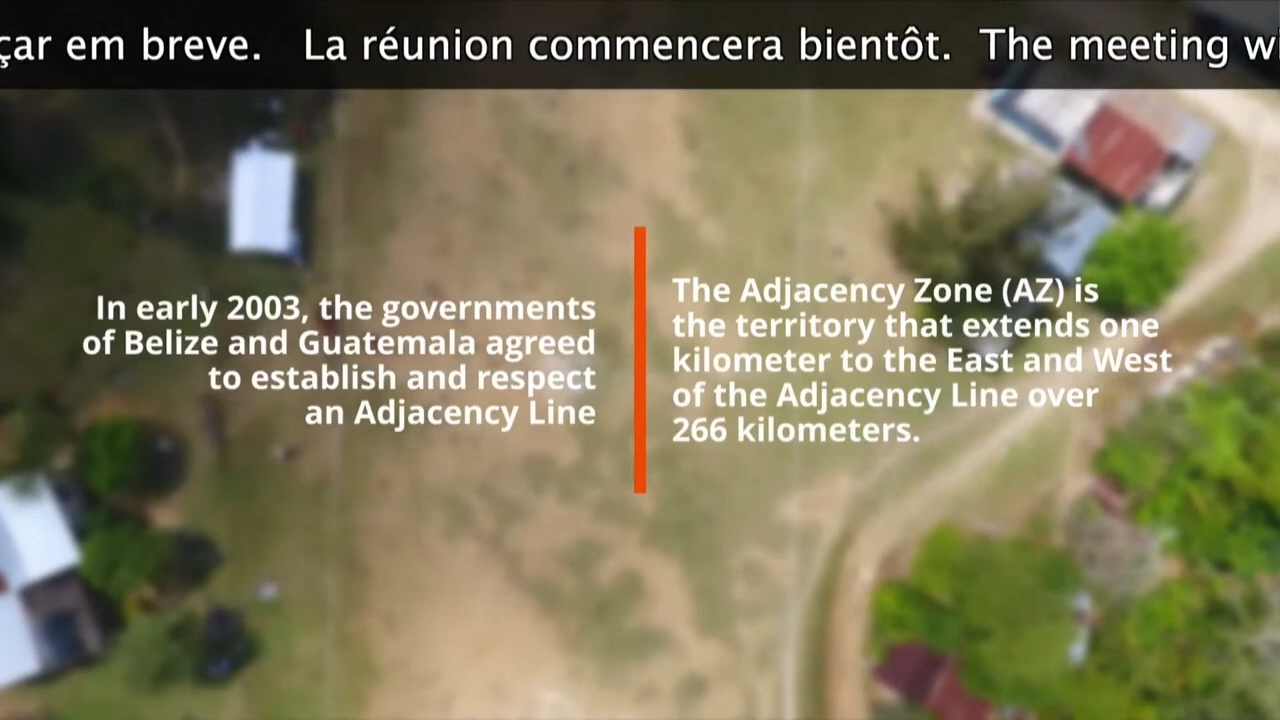 em breve. La réunion commencera bientôt. The meeting
In early 2003, the governments
of Belize and Guatemala agreed
to establish and respect
an Adjacency Line
The Adjacency Zone (AZ) is
the territory that extends one
kilometer to the East and West
of the Adjacency Line over
266 kilometers.